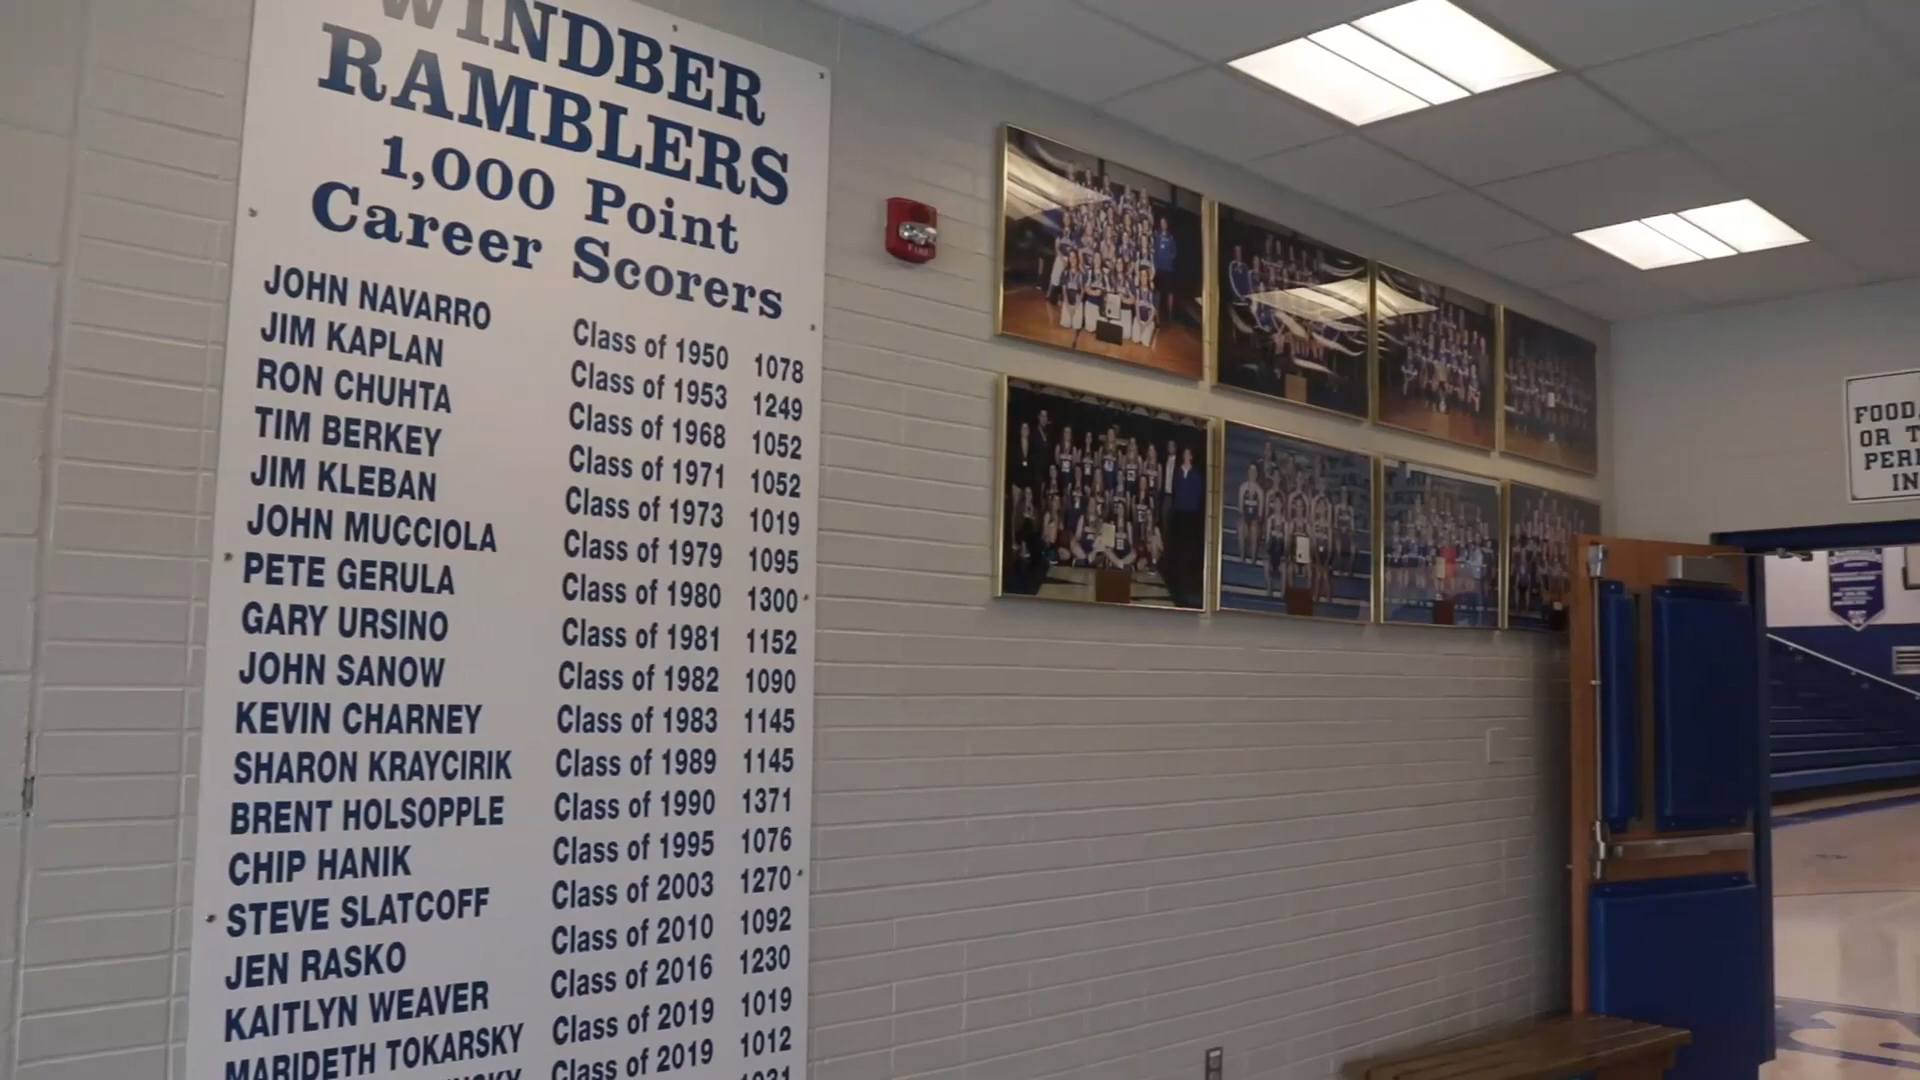 WINDBER
RAMBLERS
1,000 Point
Career Scorers
JOHN NAVARRO Class of 1950 1078
JIM KAPLAN Class of 1953 1249
RON CHUHTA Class of 1968 1052
TIM BERKEY Class of 1971 1052
JIM KLEBAN Class of 1973 1019
JOHN MUCCIOLA Class of 1979 1095
PETE GERULA Class of 1980 1300
GARY URSINO Class of 1981 1152
JOHN SANOW Class of 1982 1090
KEVIN CHARNEY Class of 1983 1145
SHARON KRAYCIRIK Class of 1989 1145
BRENT HOLSOPPLE Class of 1990 1371
CHIP HANIK Class of 1995 1076
STEVE SLATCOFF Class of 2003 1270
JEN RASKO Class of 2010 1092
KAITLYN WEAVER Class of 2016 1230
MARIDETH TOKARSKY Class of 2019 1019
Class of 2019 1012
FOOD,
OR
IN